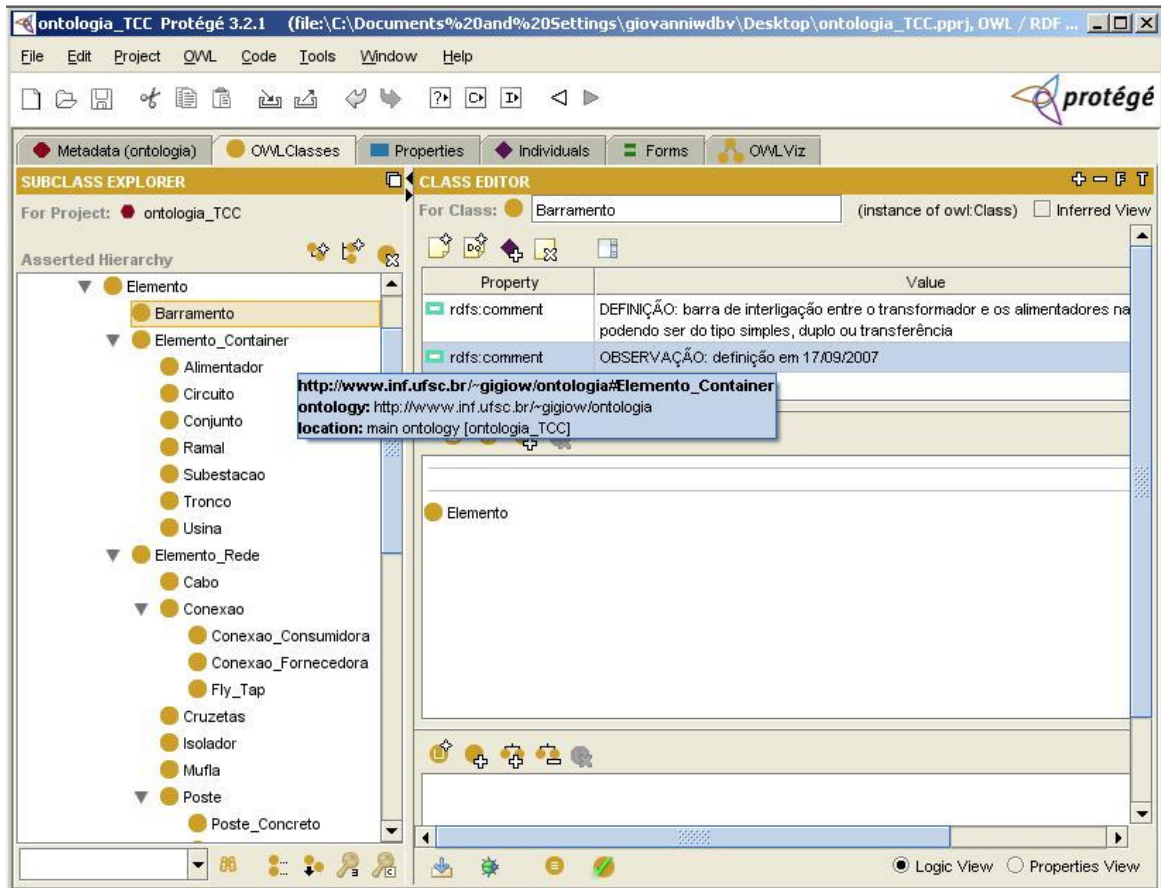 ontologia_TCC Protégé 3.2.1 (file:\C:\Documents%20and%20Settings\giovanniwdbv\Desktop\ontologia_TCC.pprj, OWL / RDF ...
File Edit Project OWL Code Tools Window Help
protégé
Metadata (ontologia) OWLClasses Properties Individuals Forms OWLViz
SUBCLASS EXPLORER
For Project: ontologia_TCC
Asserted Hierarchy
Elemento
Barramento
Elemento_Container
Alimentador
Circuito
Conjunto
Ramal
Subestacao
Tronco
Usina
Elemento_Rede
Cabo
Conexao
Conexao_Consumidora
Conexao_Fornecedora
Fly_Tap
Cruzetas
Isolador
Mufla
Poste
Poste_Concreto
CLASS EDITOR
For Class: Barramento (instance of owl:Class) Inferred View
Property Value
rdfs:comment DEFINIÇÃO: barra de interligação entre o transformador e os alimentadores na
podendo ser do tipo simples, duplo ou transferência
rdfs:comment OBSERVAÇÃO: definição em 17/09/2007
http://www.inf.ufsc.br/~gigiow/ontologia#Elemento_Container
ontology: http://www.inf.ufsc.br/~gigiow/ontologia
location: main ontology [ontologia_TCC]
Elemento
Logic View Properties View